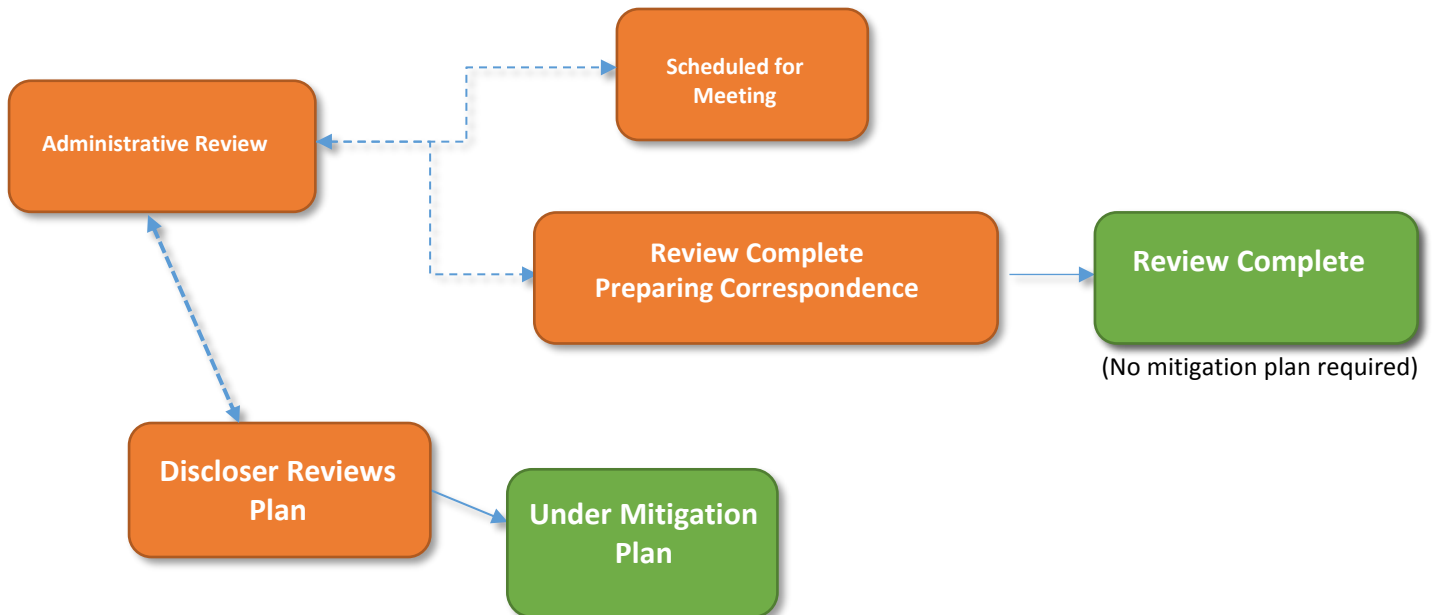 Scheduled for
Meeting
Administrative Review
Review Complete
Preparing Correspondence
Review Complete
(No mitigation plan required)
Discloser Reviews
Plan
Under Mitigation
Plan